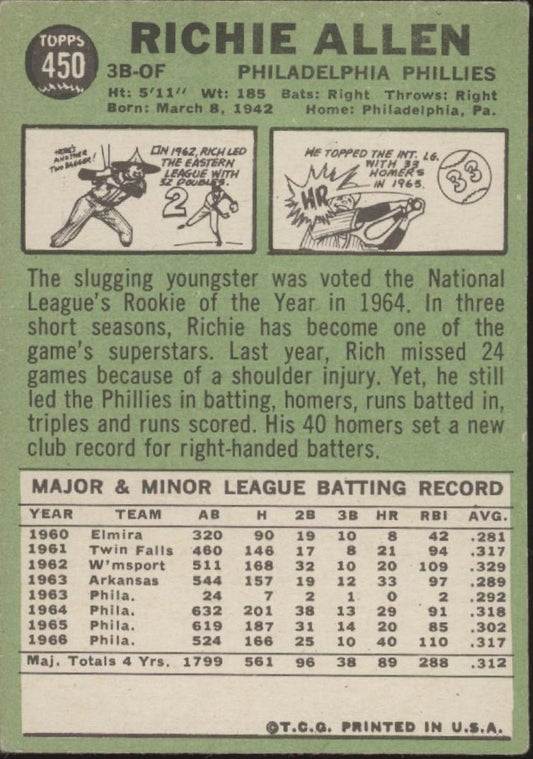 TOPPS
450
RICHIE ALLEN
3B-OF PHILADELPHIA PHILLIES
Ht: 5'11" Wt: 185 Bats: Right Throws: Right
Born: March 8, 1942 Home: Philadelphia, Pa.
HERE'S
ANOTHER
TWO BAGGER!
IN 1962, RICH LED
THE EASTERN
LEAGUE WITH
32 DOUBLES.
2
HE TOPPED THE INT. LG.
WITH 33
HOMERS
IN 1963.
HR
33
The slugging youngster was voted the National
League's Rookie of the Year in 1964. In three
short seasons, Richie has become one of the
game's superstars. Last year, Rich missed 24
games because of a shoulder injury. Yet, he still
led the Phillies in batting, homers, runs batted in,
triples and runs scored. His 40 homers set a new
club record for right-handed batters.
MAJOR & MINOR LEAGUE BATTING RECORD
YEAR TEAM AB H 2B 3B HR RBI AVG.
1960 Elmira 320 90 19 10 8 42 .281
1961 Twin Falls 460 146 17 8 21 94 .317
1962 W'msport 511 168 32 10 20 109 .329
1963 Arkansas 544 157 19 12 33 97 .289
1963 Phila. 24 7 2 1 0 2 .292
1964 Phila. 632 201 38 13 29 91 .318
1965 Phila. 619 187 31 14 20 85 .302
1966 Phila. 524 166 25 10 40 110 .317
Maj. Totals 4 Yrs. 1799 561 96 38 89 288 .312
©T.C.G. PRINTED IN U.S.A.